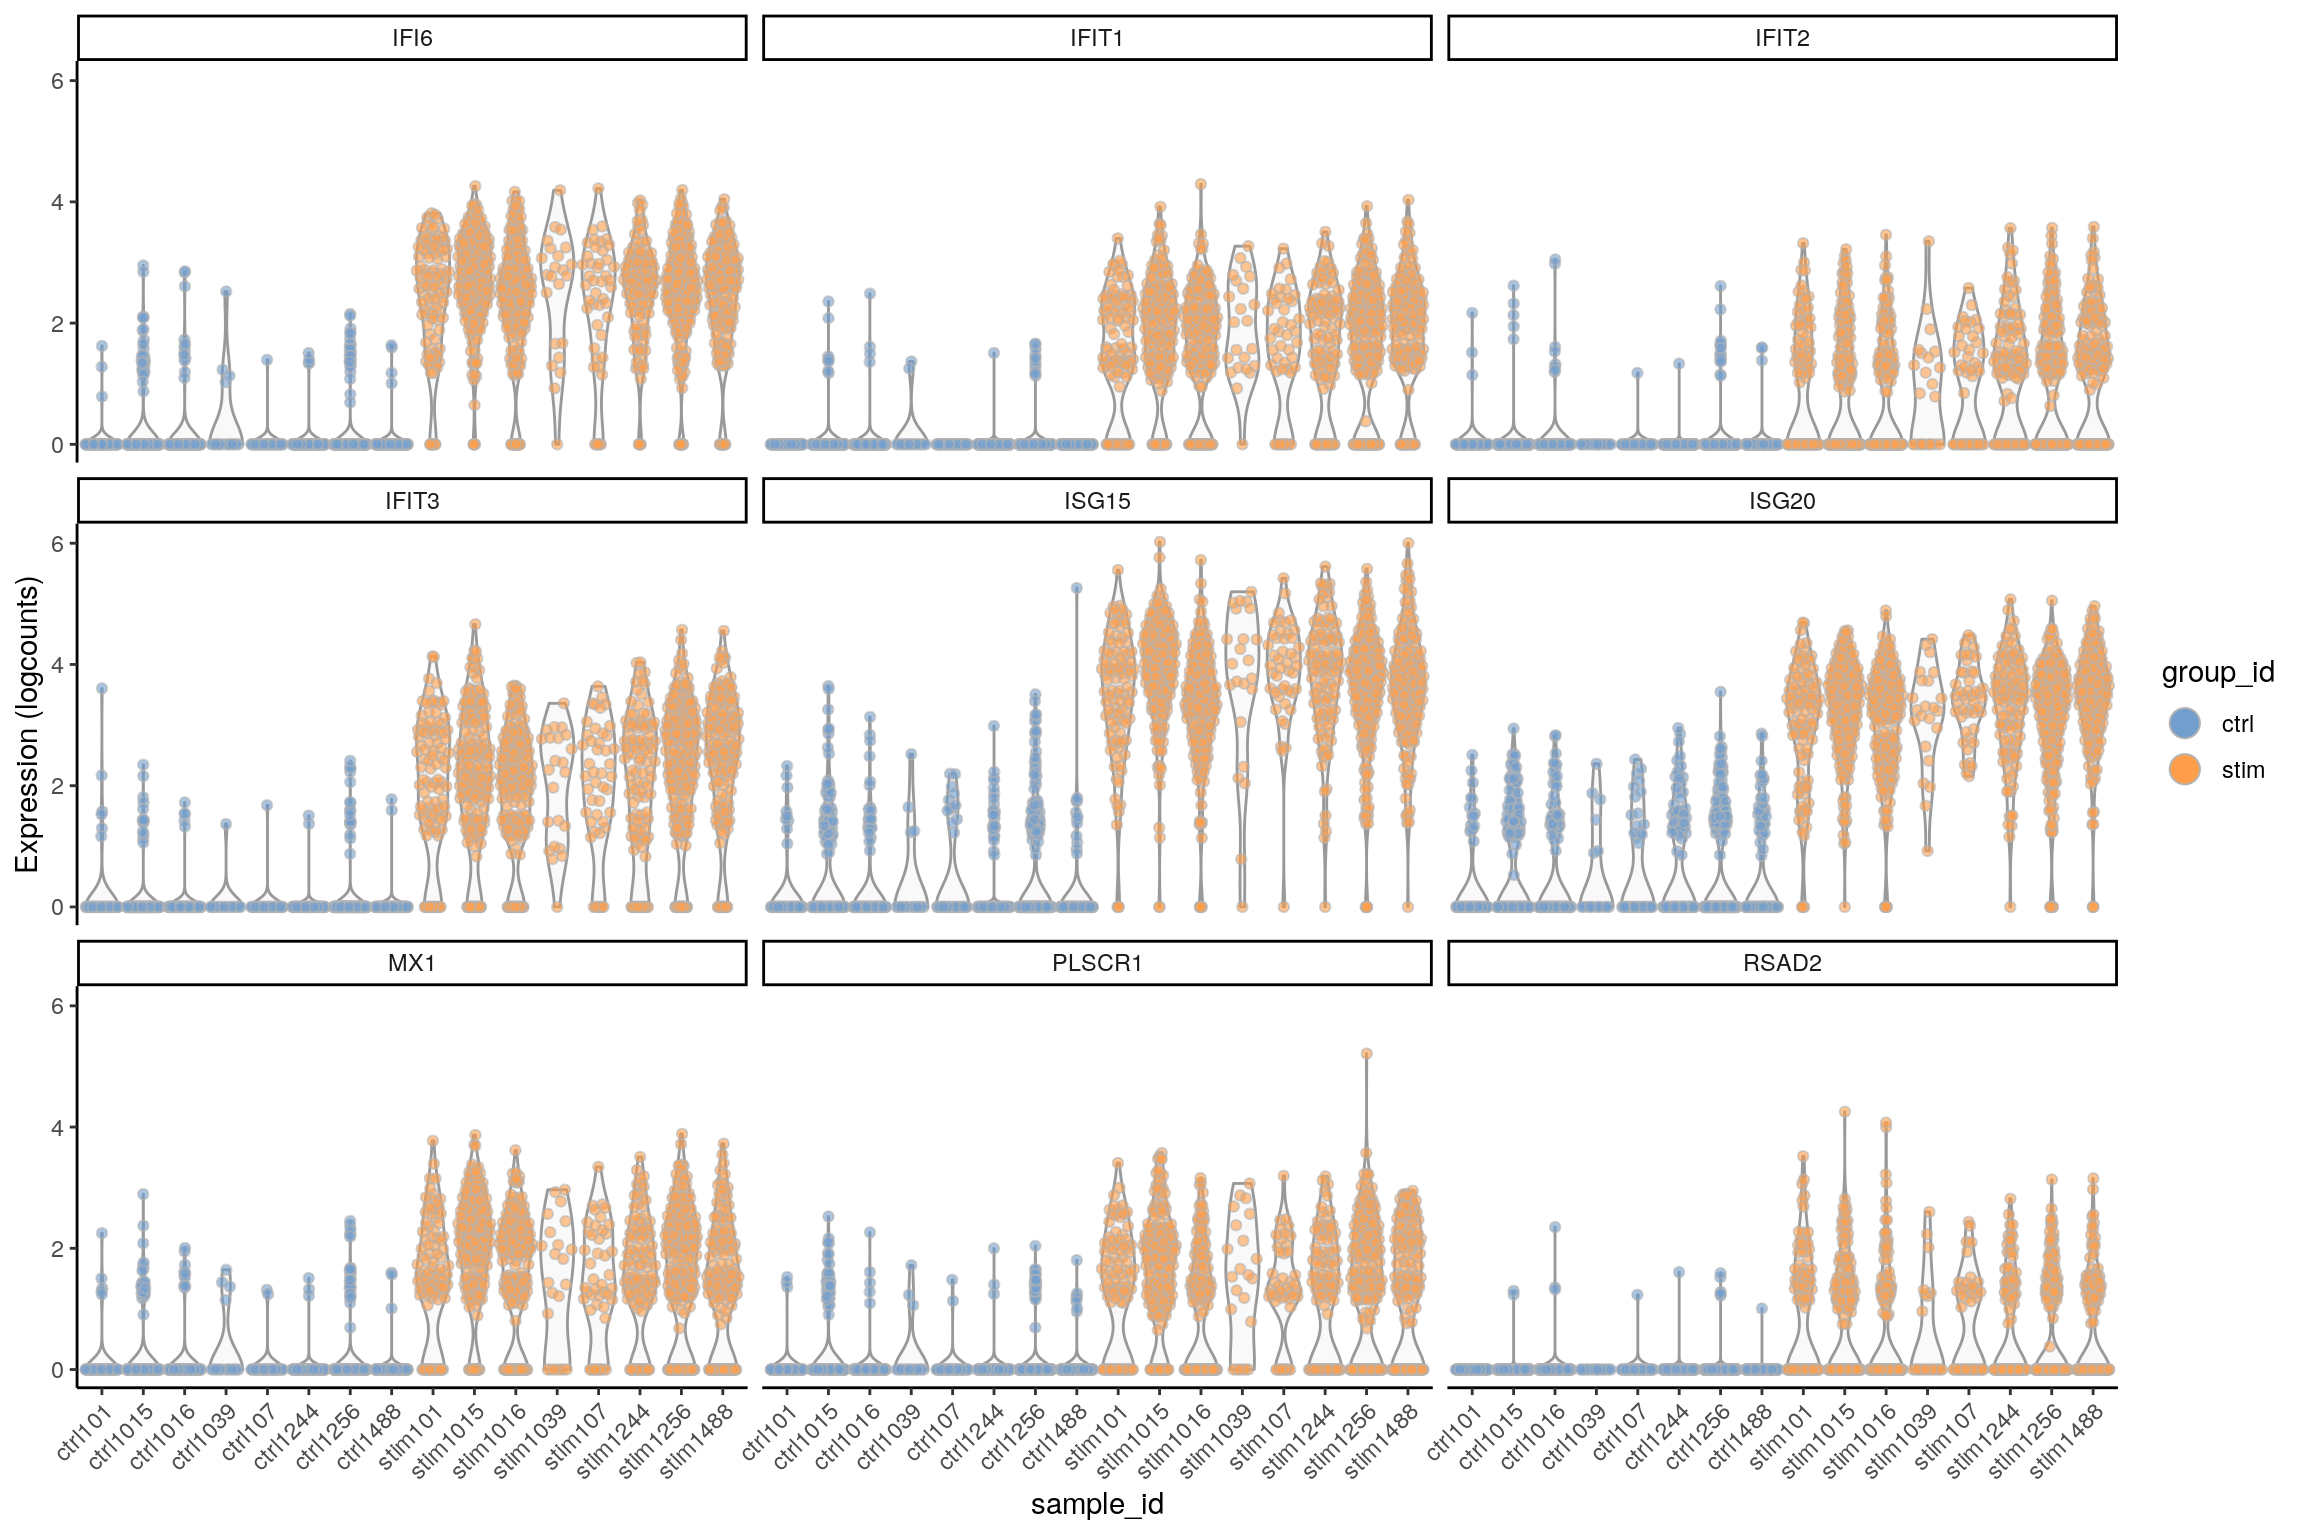 IFI6 IFIT1 IFIT2
6
4
2
0
IFIT3 ISG15 ISG20
6
4
2
0
Expression (logcounts)
group_id
ctrl
stim
MX1 PLSCR1 RSAD2
6
4
2
0
ctrl101 ctrl1015 ctrl1016 ctrl1039 ctrl107 ctrl1244 ctrl1256 ctrl1488 stim101 stim1015 stim1016 stim1039 stim107 stim1244 stim1256 stim1488 ctrl101 ctrl1015 ctrl1016 ctrl1039 ctrl107 ctrl1244 ctrl1256 ctrl1488 stim101 stim1015 stim1016 stim1039 stim107 stim1244 stim1256 stim1488 ctrl101 ctrl1015 ctrl1016 ctrl1039 ctrl107 ctrl1244 ctrl1256 ctrl1488 stim101 stim1015 stim1016 stim1039 stim107 stim1244 stim1256 stim1488
sample_id